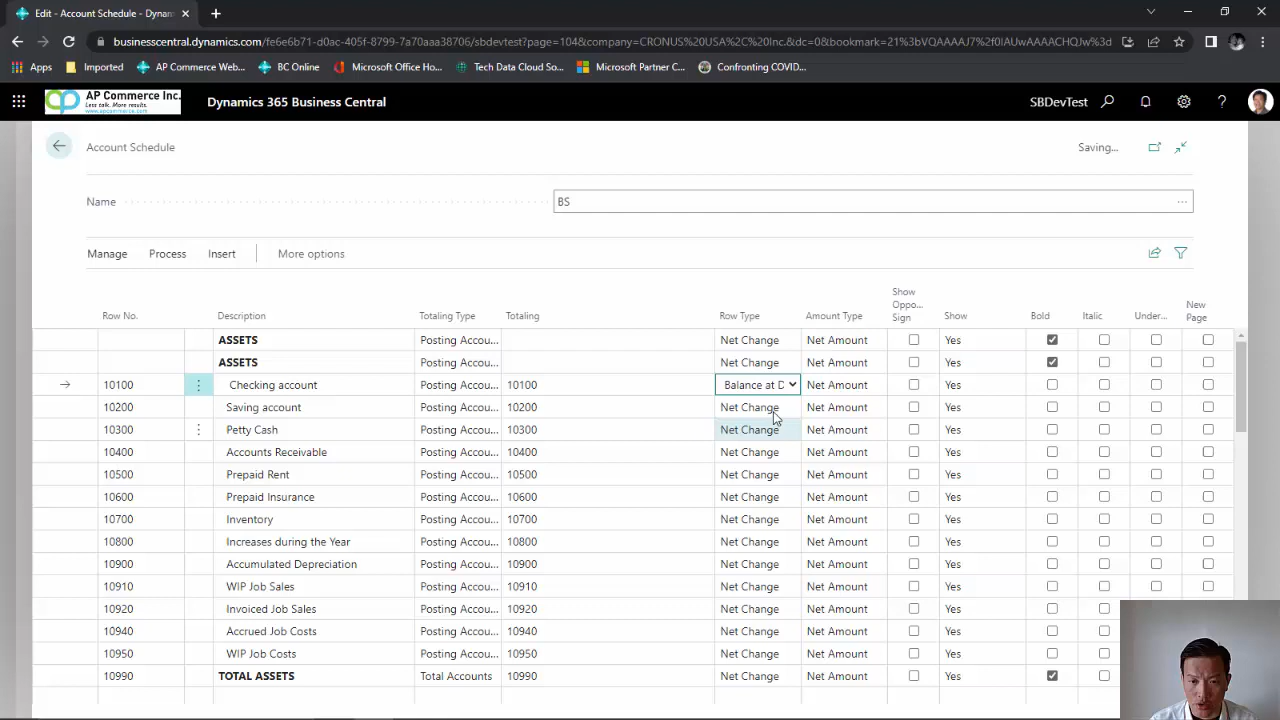 Edit - Account Schedule - Dynam
businesscentral.dynamics.com/fe6e6b71-d0ac-405f-8799-7a70aaa38706/sbdevtest?page=104&company=CRONUS%20USA%2C%20Inc.&dc=0&bookmark=21%3bVQAAAAJ7%2f0IAUwAAACHQJw%3d
Apps Imported AP Commerce Web... BC Online Microsoft Office Ho... Tech Data Cloud So... Microsoft Partner C... Confronting COVID...
AP Commerce Inc.
Less talk. More results.
www.apcommerce.com
Dynamics 365 Business Central
SBDevTest
Account Schedule
Saving...
Name BS
Manage Process Insert More options
Row No. Description Totaling Type Totaling Row Type Amount Type Show Oppo... Sign Show Bold Italic Under... New Page
ASSETS Posting Accou... Net Change Net Amount Yes
ASSETS Posting Accou... Net Change Net Amount Yes
10100 Checking account Posting Accou... 10100 Balance at D Net Amount Yes
10200 Saving account Posting Accou... 10200 Net Change Net Amount Yes
10300 Petty Cash Posting Accou... 10300 Net Change Net Amount Yes
10400 Accounts Receivable Posting Accou... 10400 Net Change Net Amount Yes
10500 Prepaid Rent Posting Accou... 10500 Net Change Net Amount Yes
10600 Prepaid Insurance Posting Accou... 10600 Net Change Net Amount Yes
10700 Inventory Posting Accou... 10700 Net Change Net Amount Yes
10800 Increases during the Year Posting Accou... 10800 Net Change Net Amount Yes
10900 Accumulated Depreciation Posting Accou... 10900 Net Change Net Amount Yes
10910 WIP Job Sales Posting Accou... 10910 Net Change Net Amount Yes
10920 Invoiced Job Sales Posting Accou... 10920 Net Change Net Amount Yes
10940 Accrued Job Costs Posting Accou... 10940 Net Change Net Amount Yes
10950 WIP Job Costs Posting Accou... 10950 Net Change Net Amount Yes
10990 TOTAL ASSETS Total Accounts 10990 Net Change Net Amount Yes